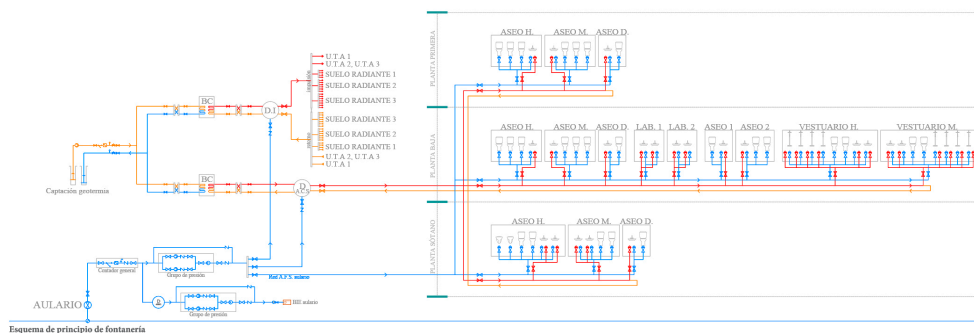 PLANTA PRIMERA
ASEO H.
ASEO M.
ASEO D.
U.T.A 1
U.T.A 2, U.T.A 3
SUELO RADIANTE 1
SUELO RADIANTE 2
SUELO RADIANTE 3
SUELO RADIANTE 3
SUELO RADIANTE 2
SUELO RADIANTE 1
U.T.A 2, U.T.A 3
U.T.A 1
BC
D.I
PLANTA BAJA
ASEO H.
ASEO M.
ASEO D.
LAB. 1
LAB. 2
ASEO 1
ASEO 2
VESTUARIO H.
VESTUARIO M.
Captación geotermia
BC
D.
A.C.S
PLANTA SÓTANO
ASEO H.
ASEO M.
ASEO D.
Contador general
Grupo de presión
Red A.F.S. aulario
AULARIO
BIE aulario
Grupo de presión
Esquema de principio de fontanería